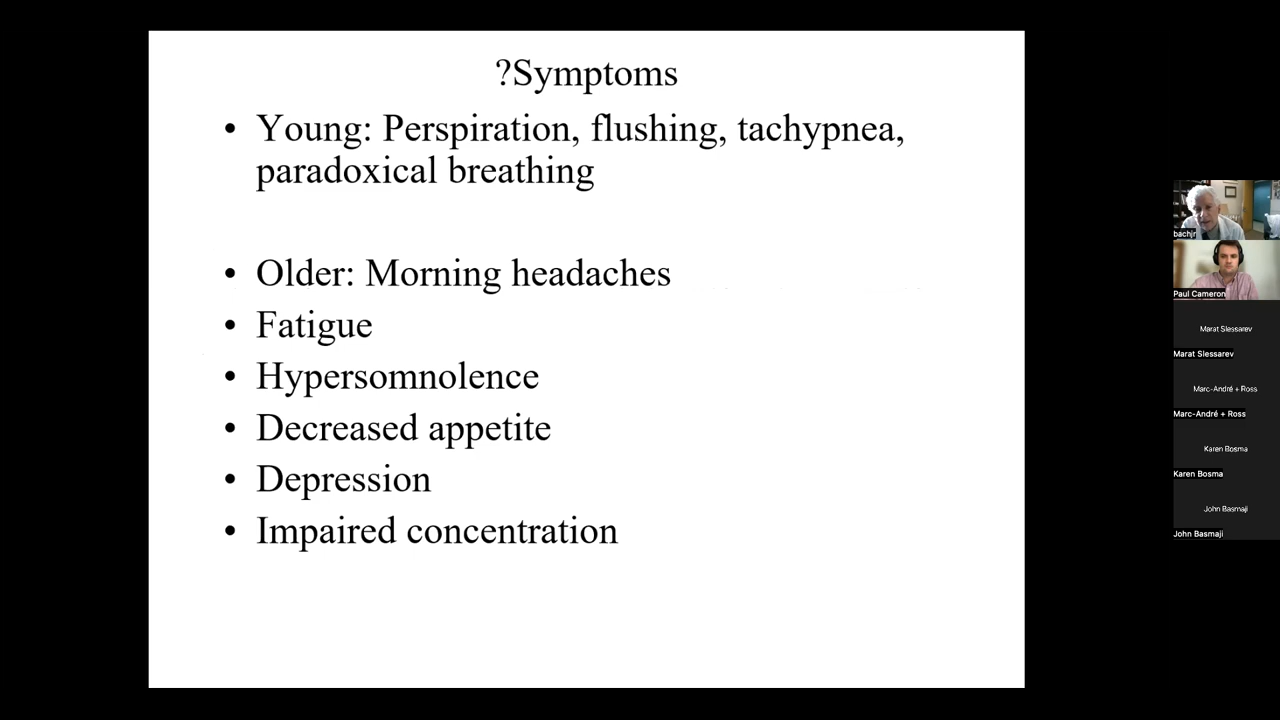 ?Symptoms
• Young: Perspiration, flushing, tachypnea,
paradoxical breathing
• Older: Morning headaches
• Fatigue
• Hypersomnolence
• Decreased appetite
• Depression
• Impaired concentration
bachjr
Paul Cameron
Marat Slessarev
Marat Slessarev
Marc-André + Ross
Marc-André + Ross
Karen Bosma
Karen Bosma
John Basmaji
John Basmaji